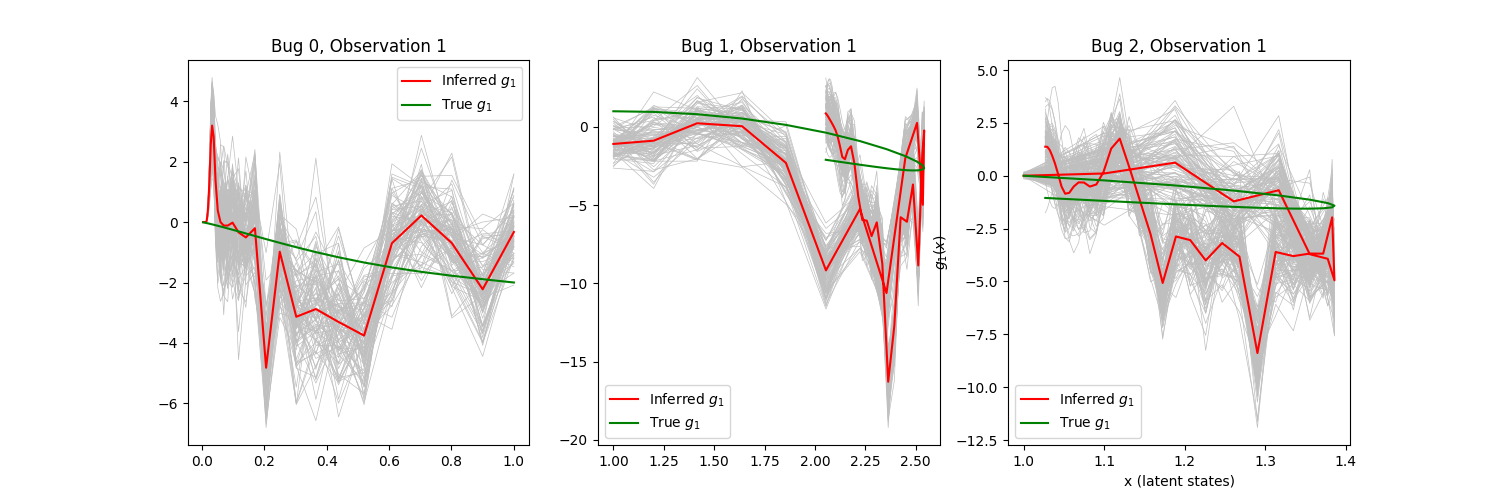 Bug 0, Observation 1
Inferred g₁
True g₁
4
2
0
−2
−4
−6
0.0 0.2 0.4 0.6 0.8 1.0
Bug 1, Observation 1
0
−5
−10
−15
−20
Inferred g₁
True g₁
1.00 1.25 1.50 1.75 2.00 2.25 2.50
Bug 2, Observation 1
g₁(x)
5.0
2.5
0.0
−2.5
−5.0
−7.5
−10.0
−12.5
Inferred g₁
True g₁
1.0 1.1 1.2 1.3 1.4
x (latent states)